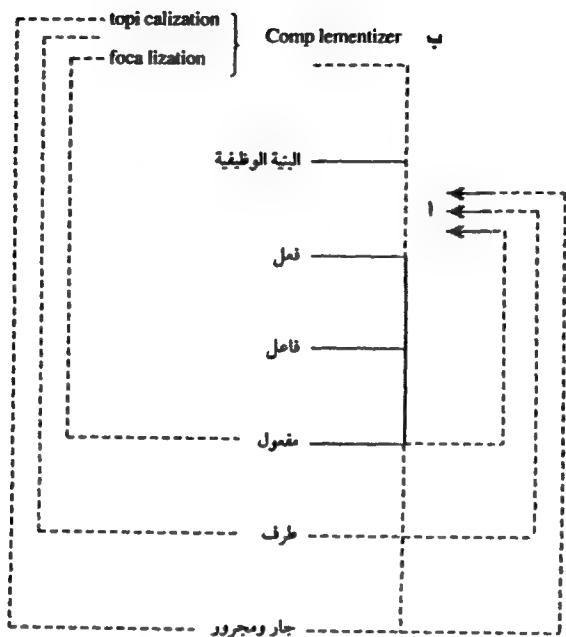 topi calization
Comp lementizer ب
foca lization
البنية الوظيفية
ا
فعل
فاعل
مفعول
ظرف
جار ومجرور